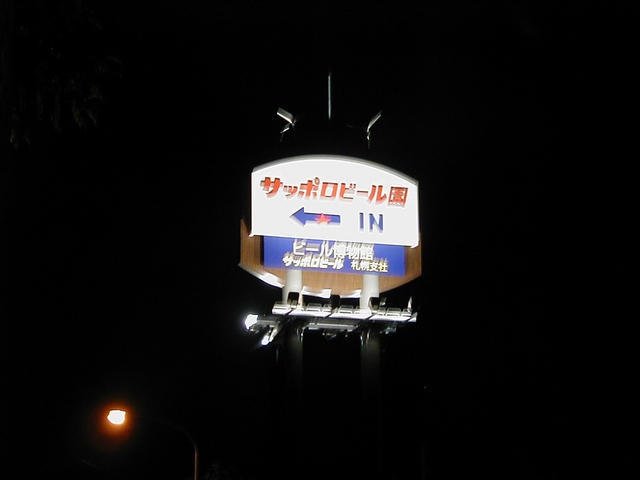 サッポロビール園
IN
ビール博物館
サッポロビール 札幌支社